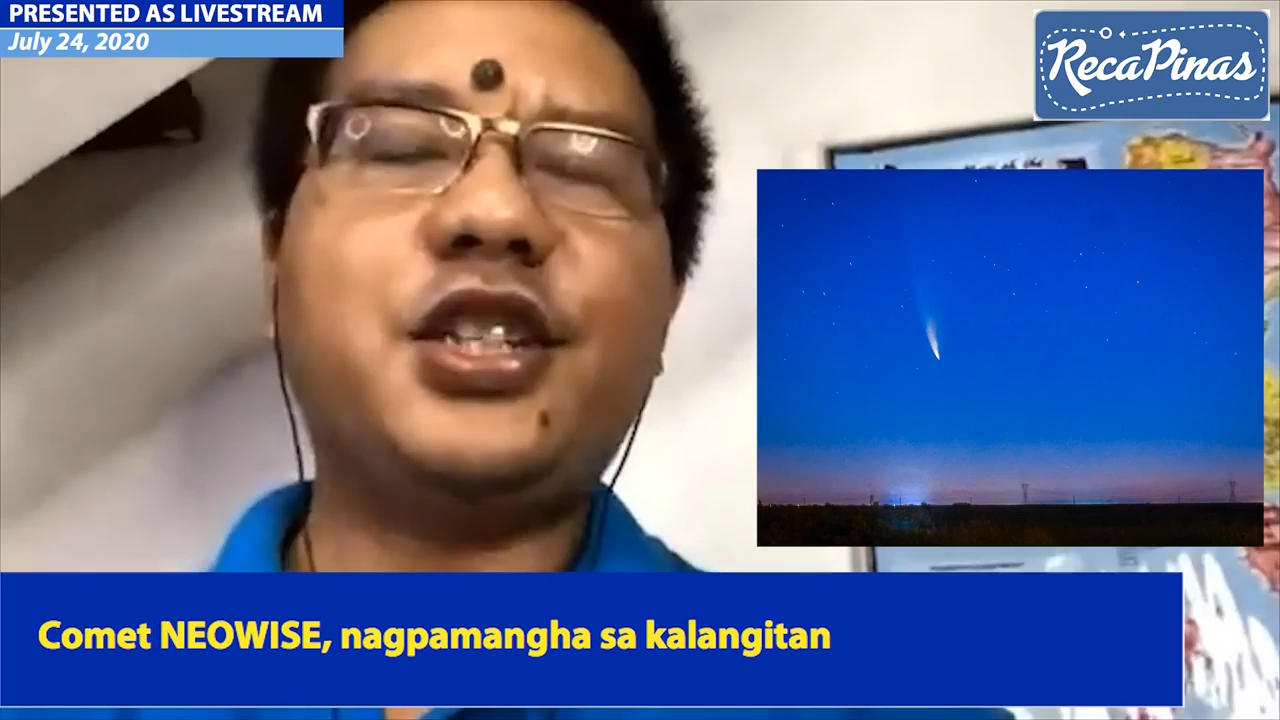 PRESENTED AS LIVESTREAM
July 24, 2020
RecaPinas
Comet NEOWISE, nagpamangha sa kalangitan